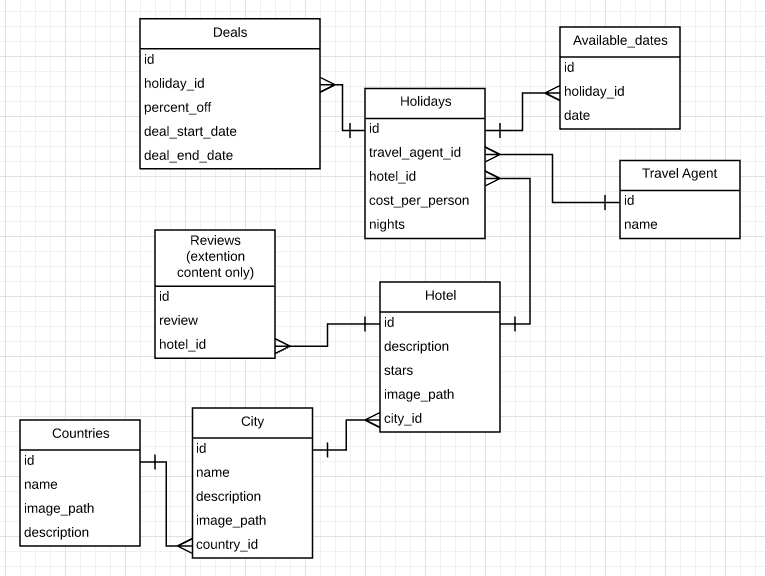 Deals
id
holiday_id
percent_off
deal_start_date
deal_end_date
Available_dates
id
holiday_id
date
Holidays
id
travel_agent_id
hotel_id
cost_per_person
nights
Travel Agent
id
name
Reviews
(extention
content only)
id
review
hotel_id
Hotel
id
description
stars
image_path
city_id
Countries
id
name
image_path
description
City
id
name
description
image_path
country_id